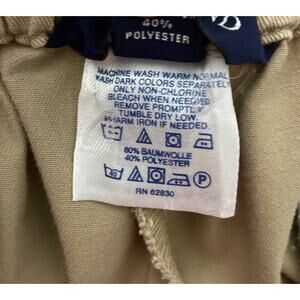 40%
POLYESTER
MACHINE WASH WARM NORMAL
WASH DARK COLORS SEPARATELY
ONLY NON-CHLORINE
BLEACH WHEN NEEDED
REMOVE PROMPTLY
TUMBLE DRY LOW
WARM IRON IF NEEDED
60% BAUMWOLLE
40% POLYESTER
40
P
RN 62830